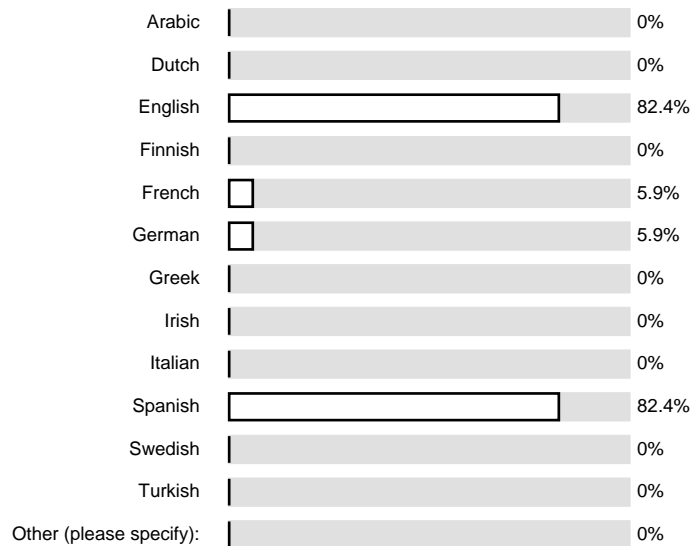 Arabic 0%
Dutch 0%
English 82.4%
Finnish 0%
French 5.9%
German 5.9%
Greek 0%
Irish 0%
Italian 0%
Spanish 82.4%
Swedish 0%
Turkish 0%
Other (please specify): 0%